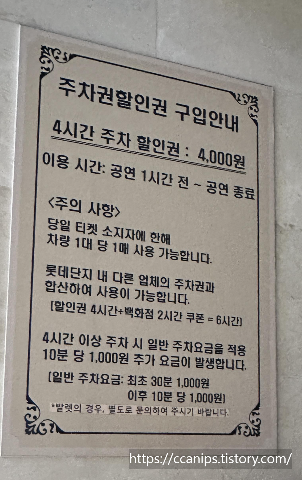 주차권할인권 구입안내
4시간 주차 할인권 : 4,000원
이용 시간: 공연 1시간 전 ~ 공연 종료
<주의 사항>
당일 티켓 소지자에 한해
차량 1대 당 1매 사용 가능합니다.
롯데단지 내 다른 업체의 주차권과
합산하여 사용이 가능합니다.
[할인권 4시간+백화점 2시간 쿠폰 = 6시간]
4시간 이상 주차 시 일반 주차요금을 적용
10분 당 1,000원 추가 요금이 발생합니다.
[일반 주차요금: 최초 30분 1,000원
이후 10분 당 1,000원]
*발렛의 경우, 별도로 문의하여 주시기 바랍니다.
https://ccanips.tistory.com/